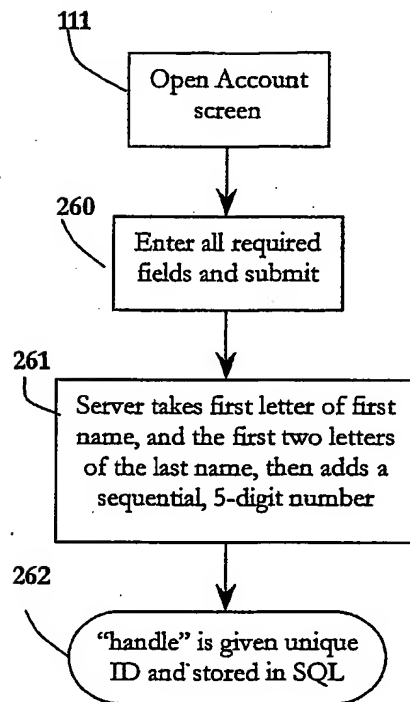 111
Open Account
screen
260
Enter all required
fields and submit
261
Server takes first letter of first
name, and the first two letters
of the last name, then adds a
sequential, 5-digit number
262
“handle” is given unique
ID and stored in SQL